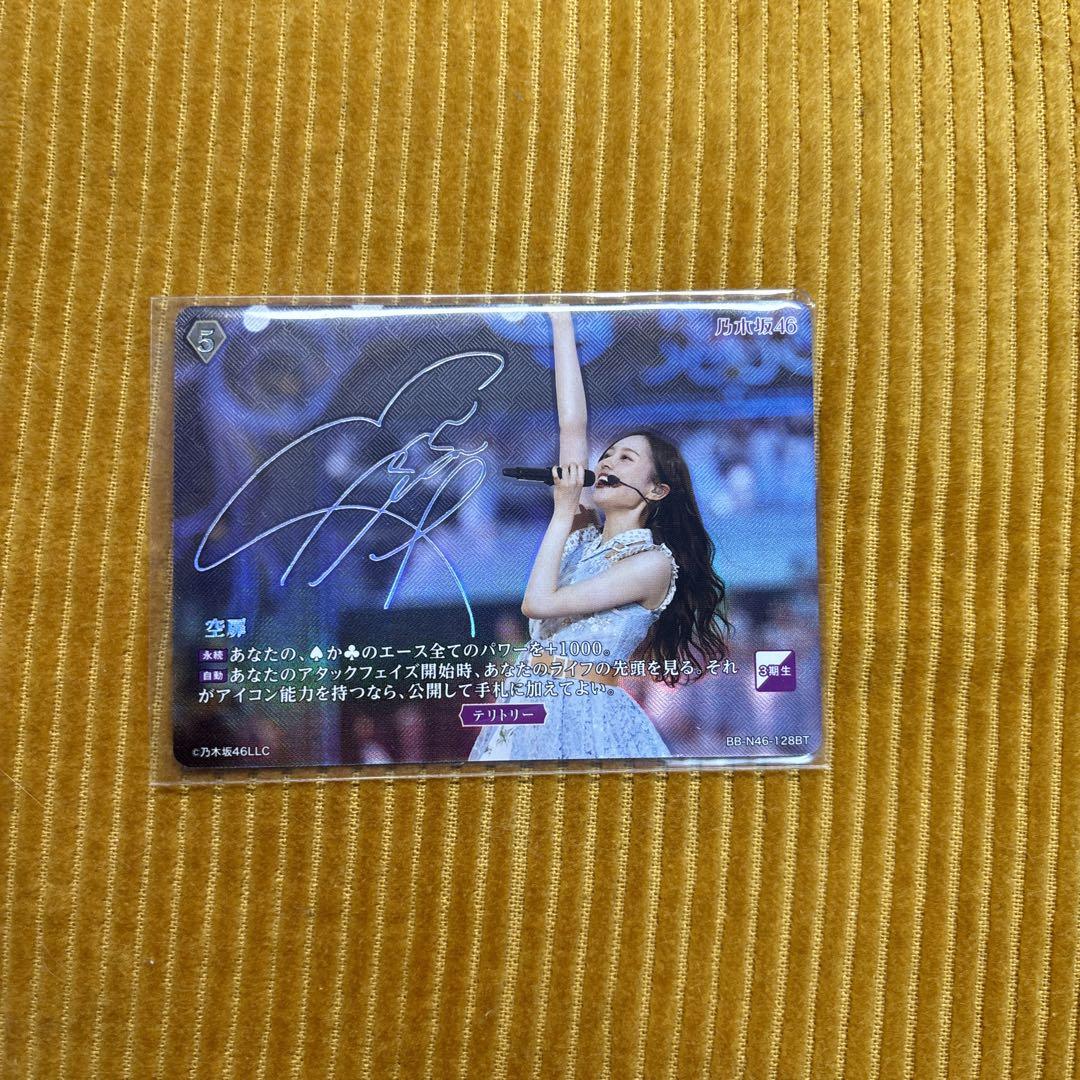 5
乃木坂46
空扉
永続 あなたの、♠か♣のエース全てのパワーを+1000。
自動 あなたのアタックフェイズ開始時、あなたのライフの先頭を見る。それ
がアイコン能力を持つなら、公開して手札に加えてよい。
3期生
テリトリー
©乃木坂46LLC
BB-N46-128BT